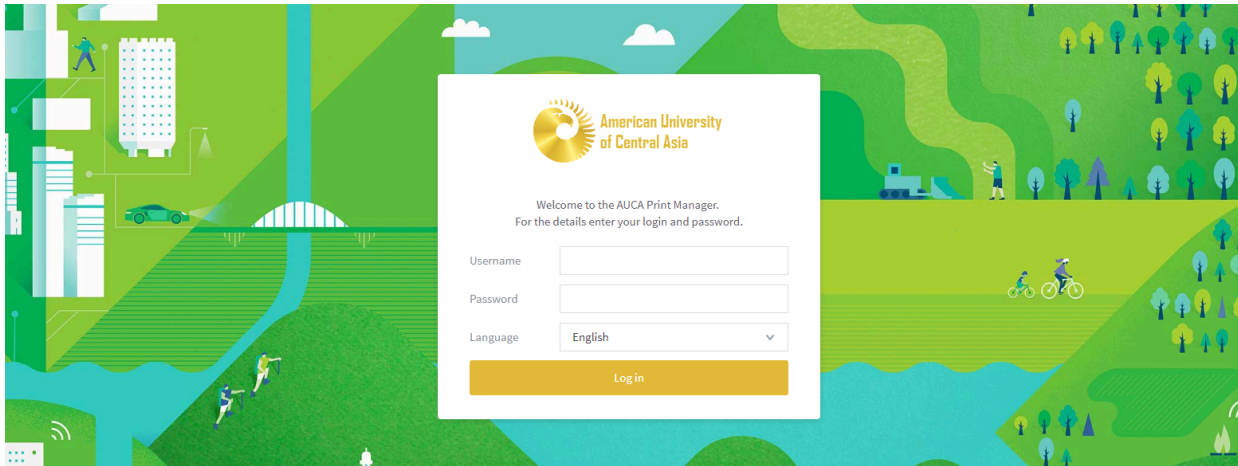 American University
of Central Asia
Welcome to the AUCA Print Manager.
For the details enter your login and password.
Username
Password
Language
English
Log in